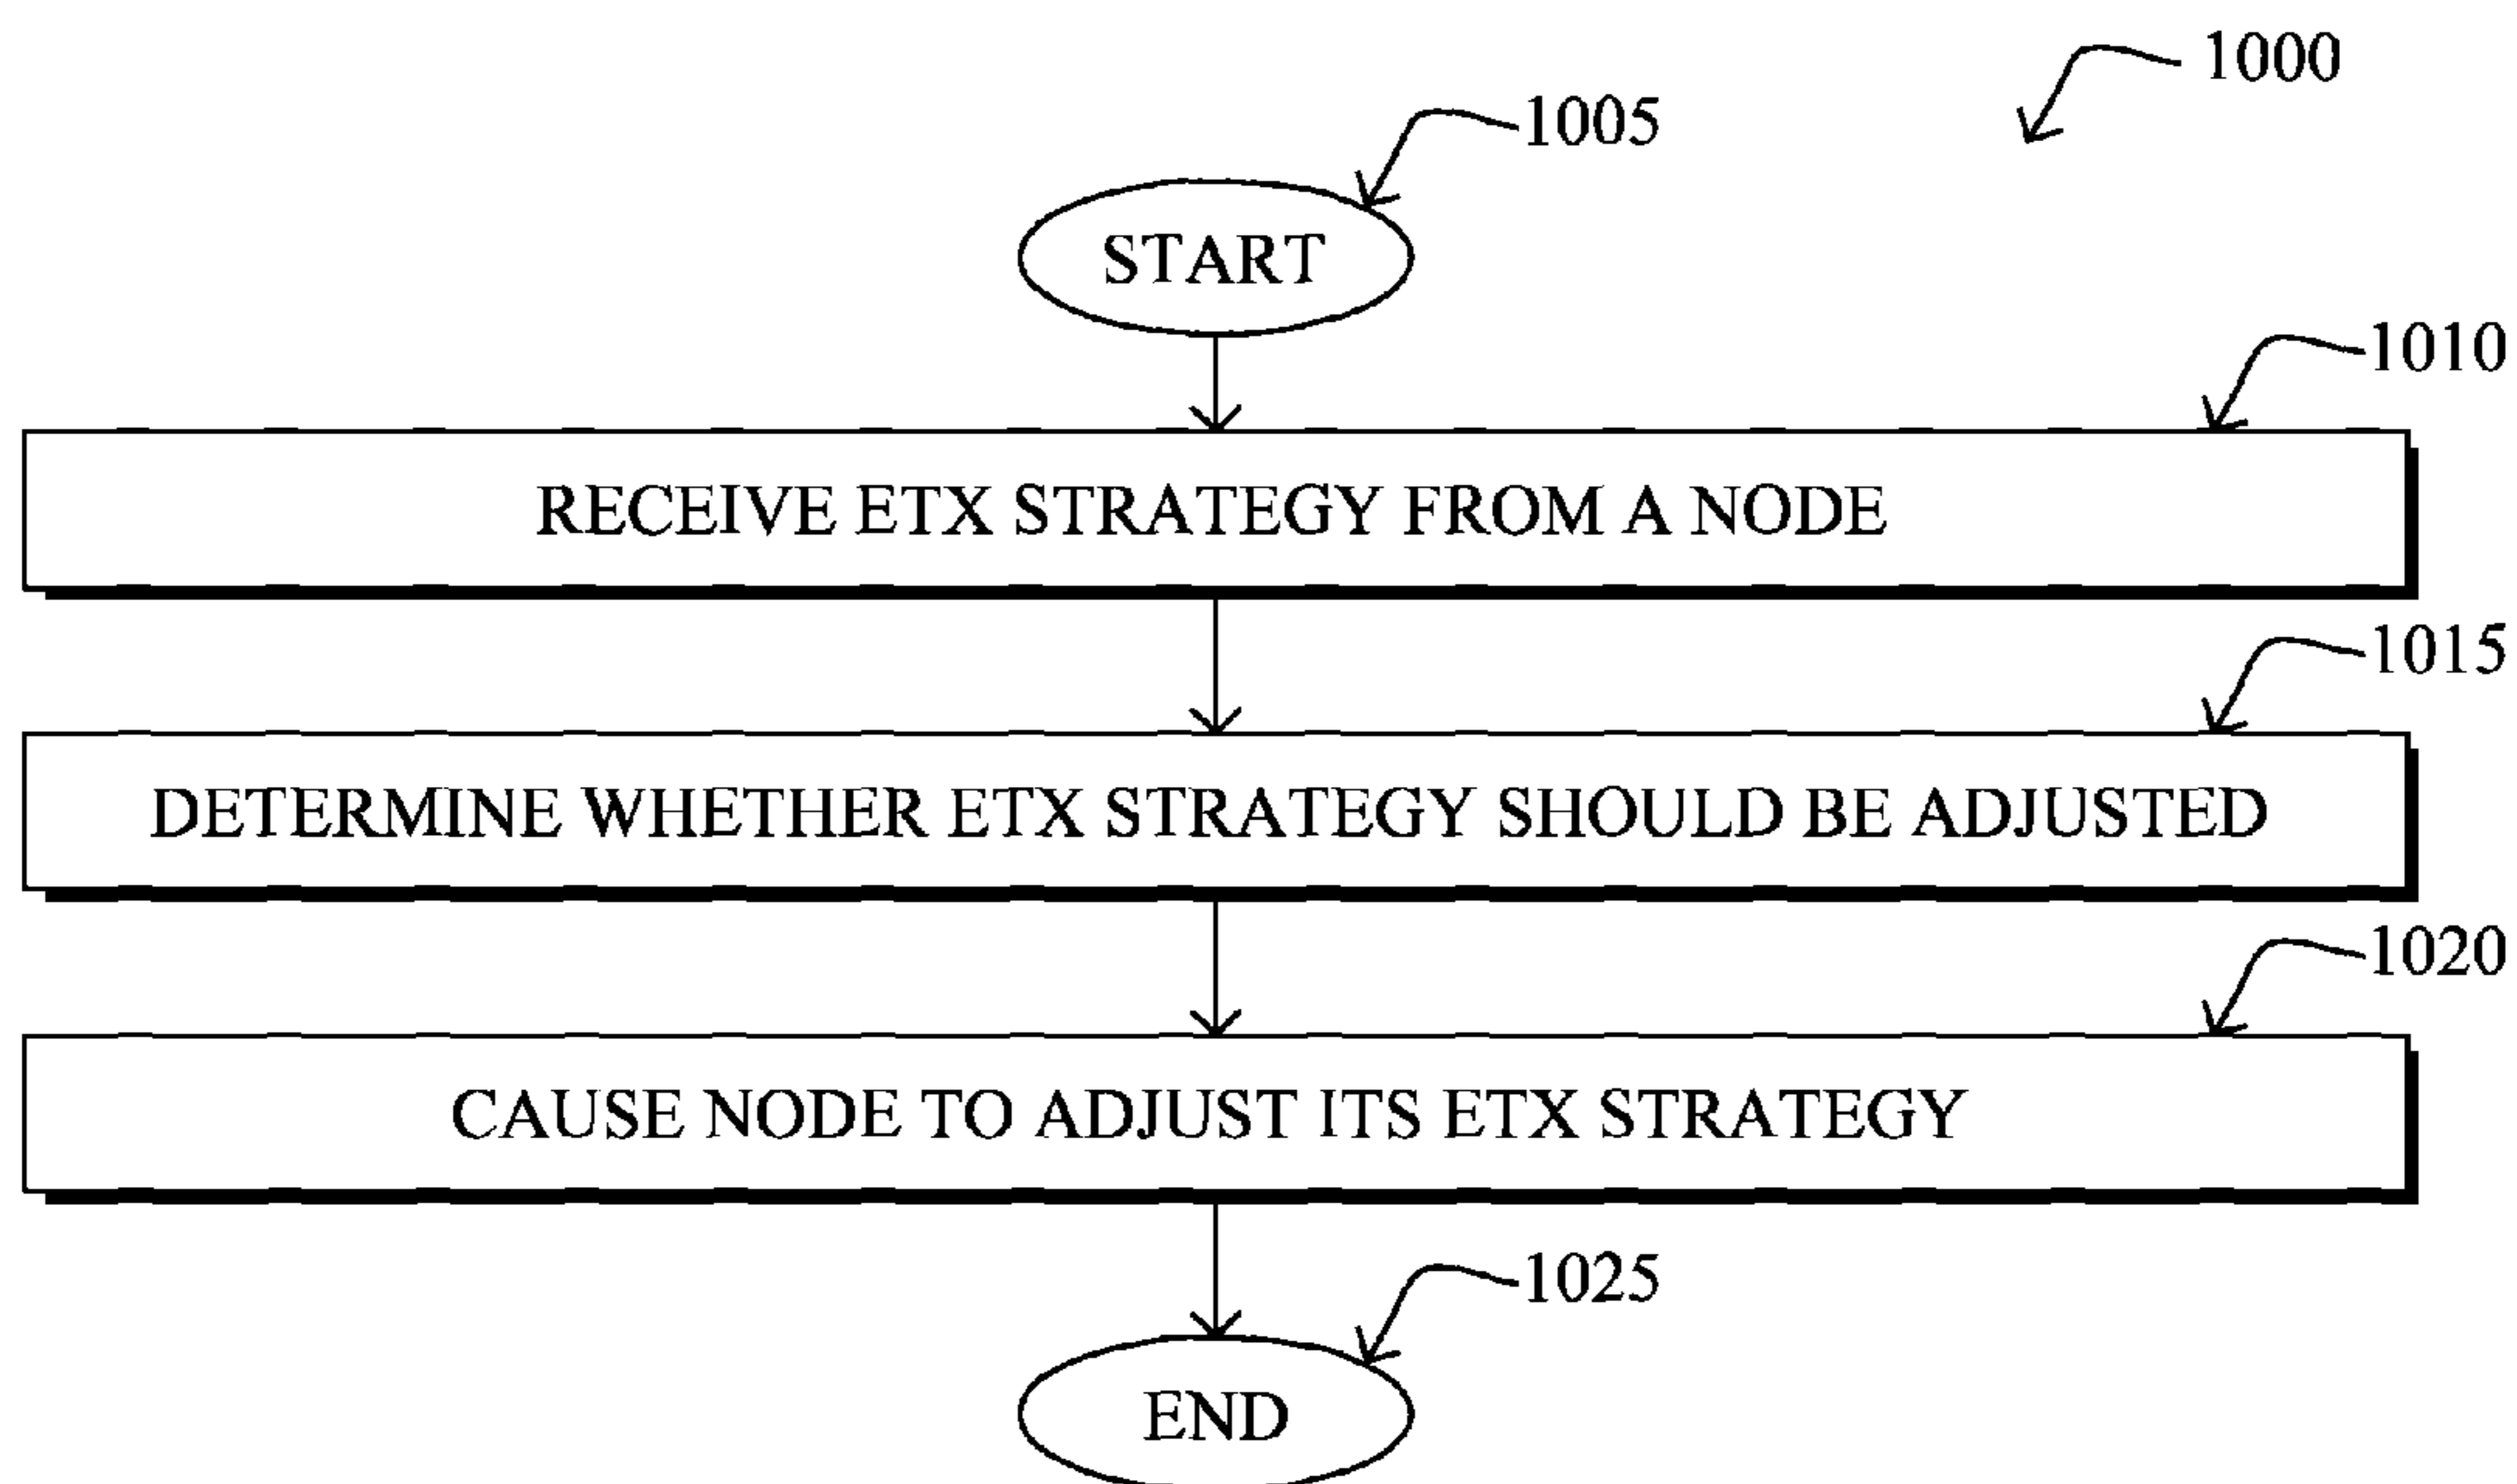 1000
1005
START
1010
RECEIVE ETX STRATEGY FROM A NODE
1015
DETERMINE WHETHER ETX STRATEGY SHOULD BE ADJUSTED
1020
CAUSE NODE TO ADJUST ITS ETX STRATEGY
1025
END